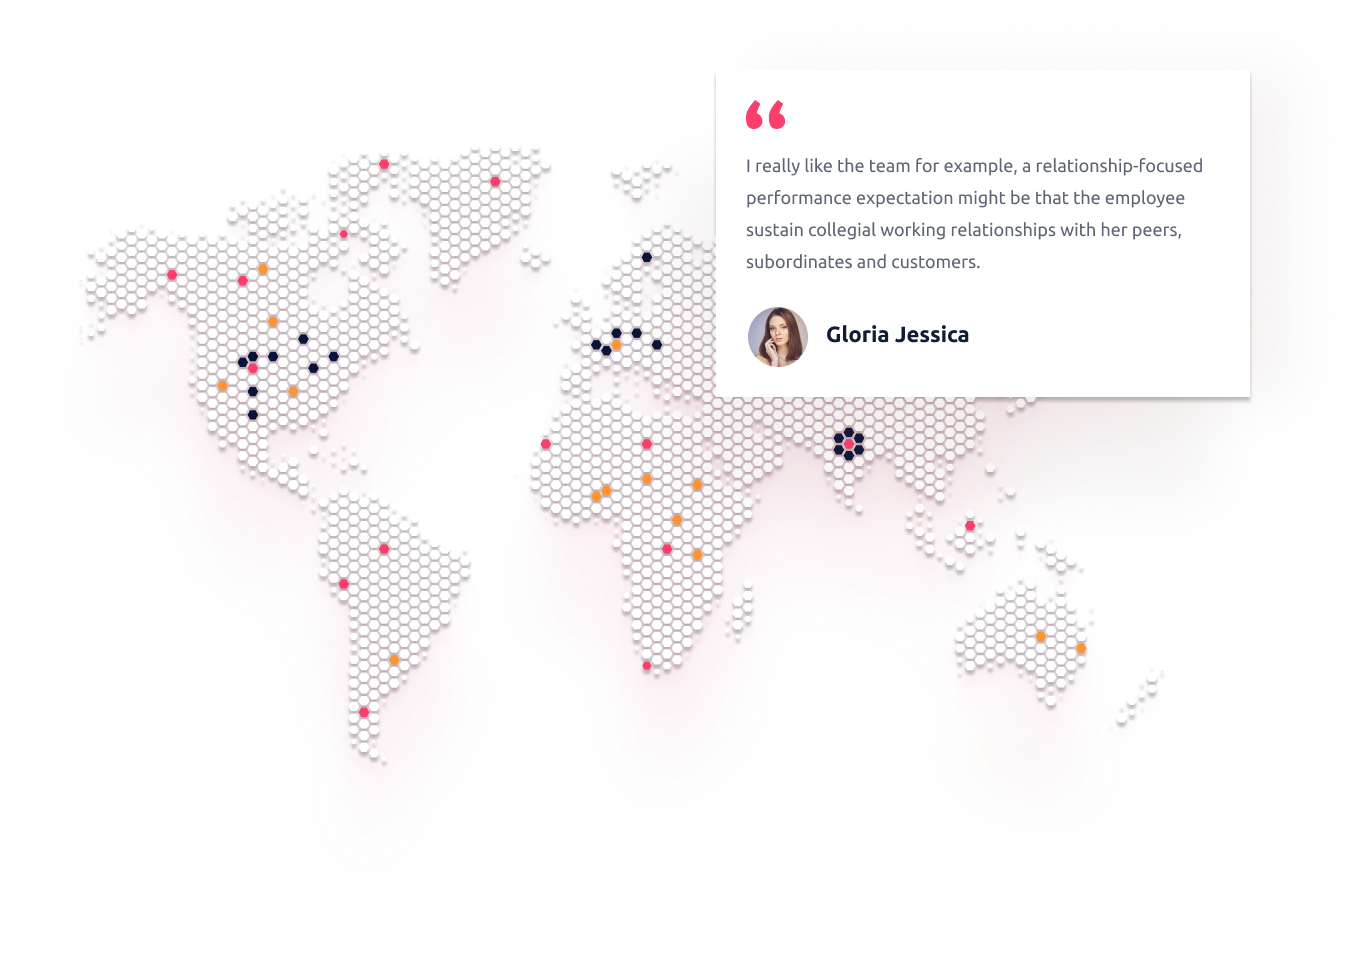 “
I really like the team for example, a relationship-focused
performance expectation might be that the employee
sustain collegial working relationships with her peers,
subordinates and customers.
Gloria Jessica